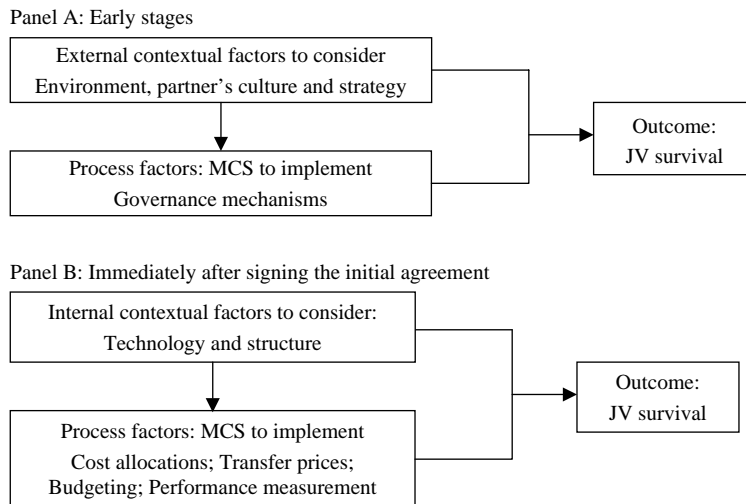 Panel A: Early stages
External contextual factors to consider
Environment, partner's culture and strategy
Process factors: MCS to implement
Governance mechanisms
Outcome:
JV survival
Panel B: Immediately after signing the initial agreement
Internal contextual factors to consider:
Technology and structure
Process factors: MCS to implement
Cost allocations; Transfer prices;
Budgeting; Performance measurement
Outcome:
JV survival